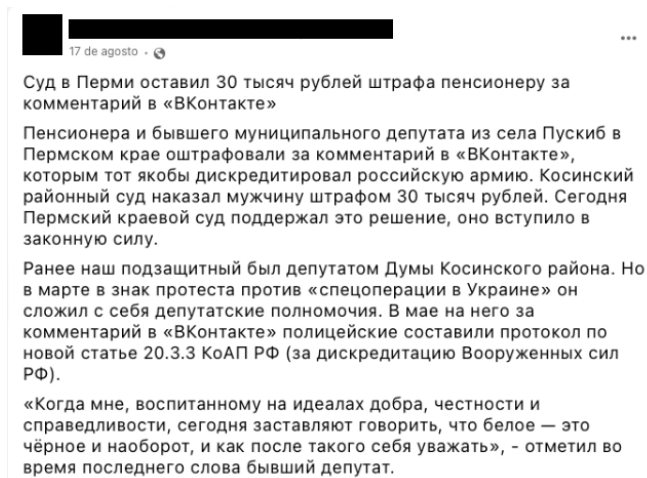 17 de agosto ·
Суд в Перми оставил 30 тысяч рублей штрафа пенсионеру за
комментарий в «ВКонтакте»
Пенсионера и бывшего муниципального депутата из села Пускиб в
Пермском крае оштрафовали за комментарий в «ВКонтакте»,
которым тот якобы дискредитировал российскую армию. Косинский
районный суд наказал мужчину штрафом 30 тысяч рублей. Сегодня
Пермский краевой суд поддержал это решение, оно вступило в
законную силу.
Ранее наш подзащитный был депутатом Думы Косинского района. Но
в марте в знак протеста против «спецоперации в Украине» он
сложил с себя депутатские полномочия. В мае на него за
комментарий в «ВКонтакте» полицейские составили протокол по
новой статье 20.3.3 КоАП РФ (за дискредитацию Вооруженных сил
РФ).
«Когда мне, воспитанному на идеалах добра, честности и
справедливости, сегодня заставляют говорить, что белое — это
чёрное и наоборот, и как после такого себя уважать», - отметил во
время последнего слова бывший депутат.